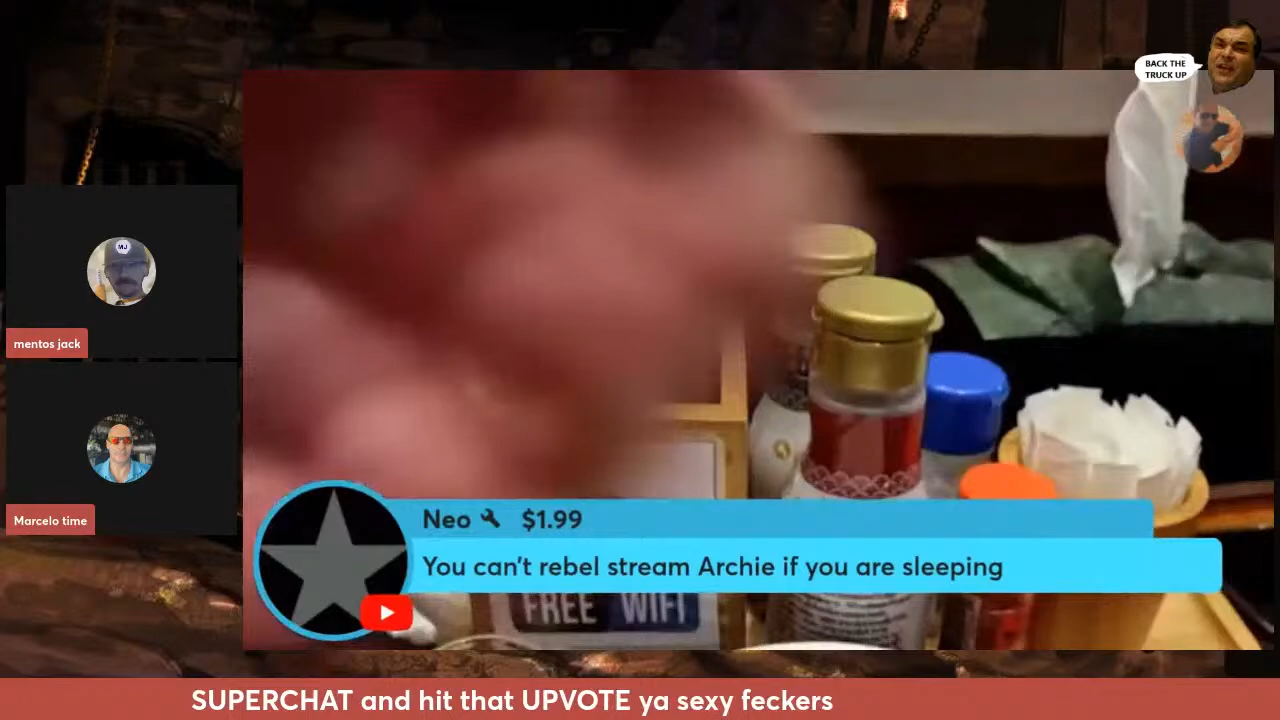 BACK THE
TRUCK UP
MJ
mentos jack
Marcelo time
Neo $1.99
You can't rebel stream Archie if you are sleeping
FREE WIFI
SUPERCHAT and hit that UPVOTE ya sexy feckers